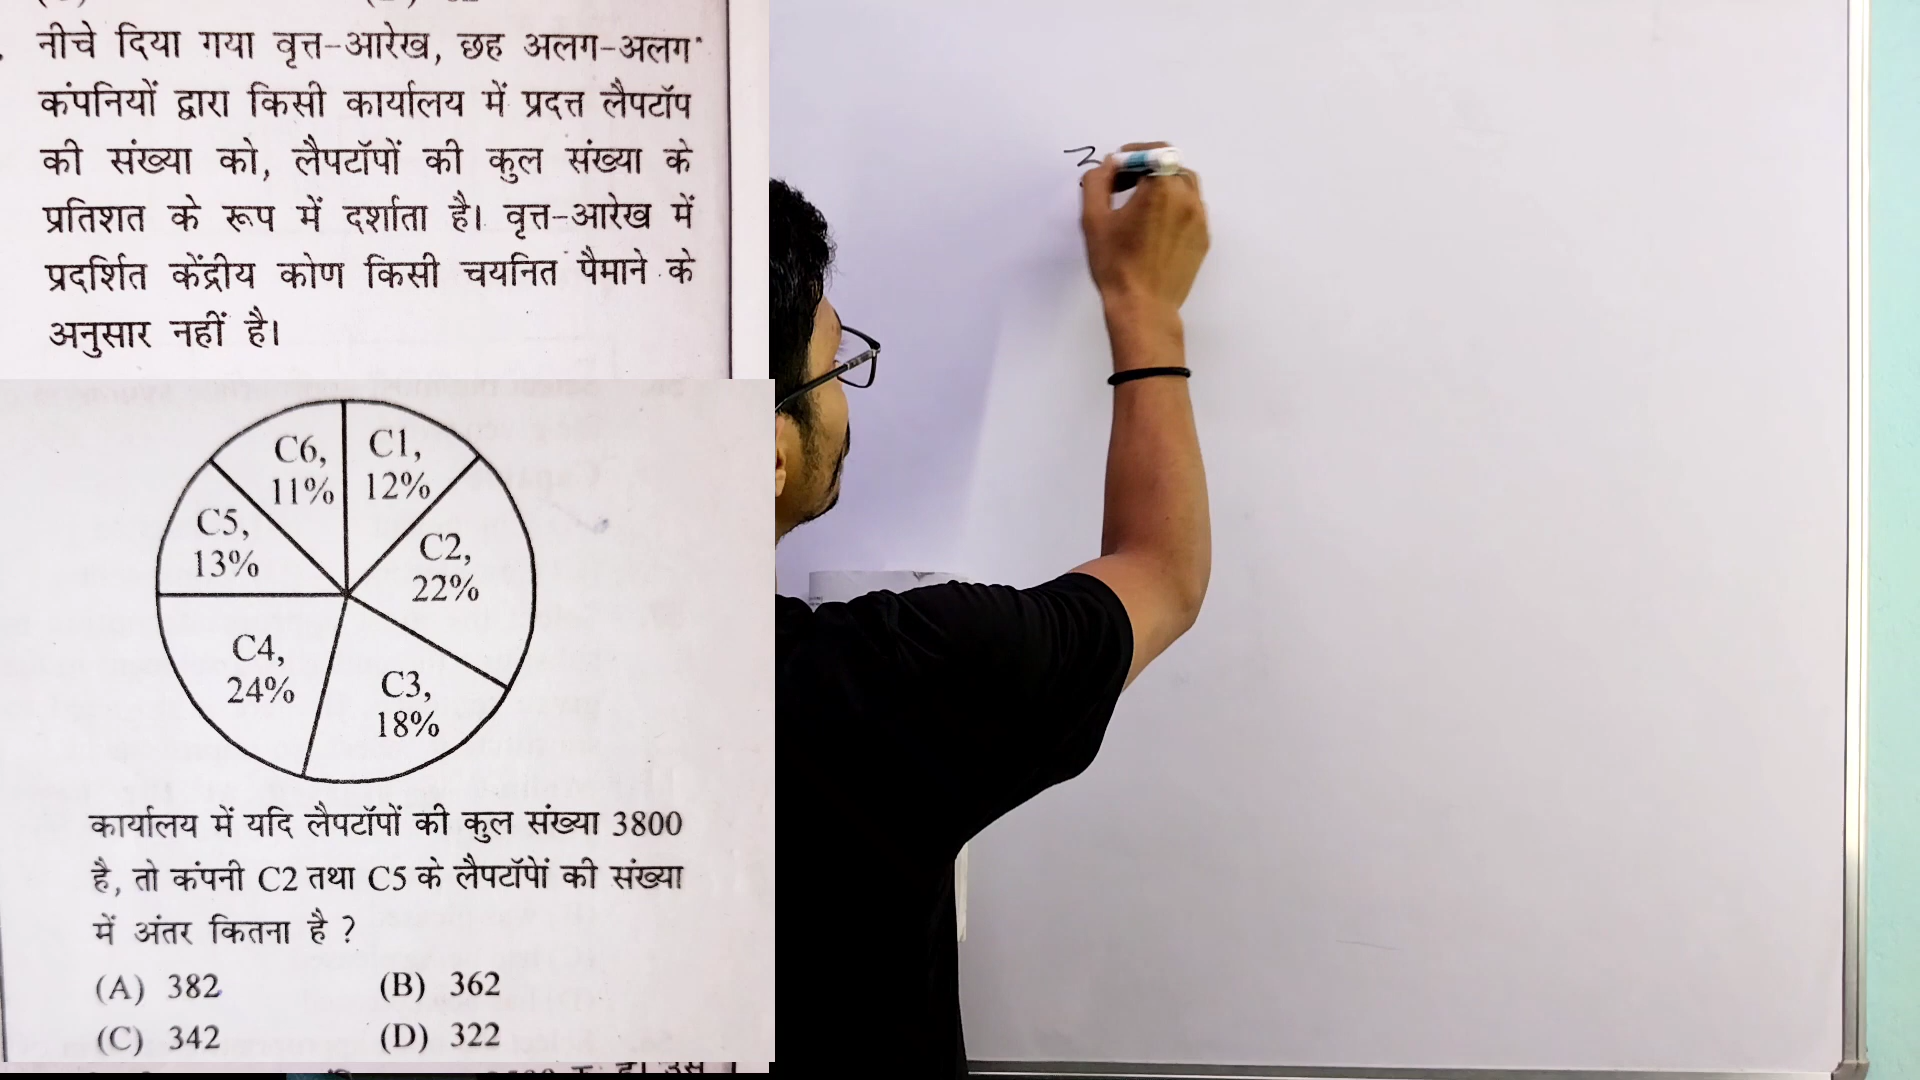 नीचे दिया गया वृत्त-आरेख, छह अलग-अलग
कंपनियों द्वारा किसी कार्यालय में प्रदत्त लैपटॉप
की संख्या को, लैपटॉपों की कुल संख्या के
प्रतिशत के रूप में दर्शाता है। वृत्त-आरेख में
प्रदर्शित केंद्रीय कोण किसी चयनित पैमाने के
अनुसार नहीं है।
C6,
11%
C1,
12%
C5,
13%
C2,
22%
C4,
24%
C3,
18%
कार्यालय में यदि लैपटॉपों की कुल संख्या 3800
है, तो कंपनी C2 तथा C5 के लैपटॉपों की संख्या
में अंतर कितना है ?
(A) 382
(B) 362
(C) 342
(D) 322